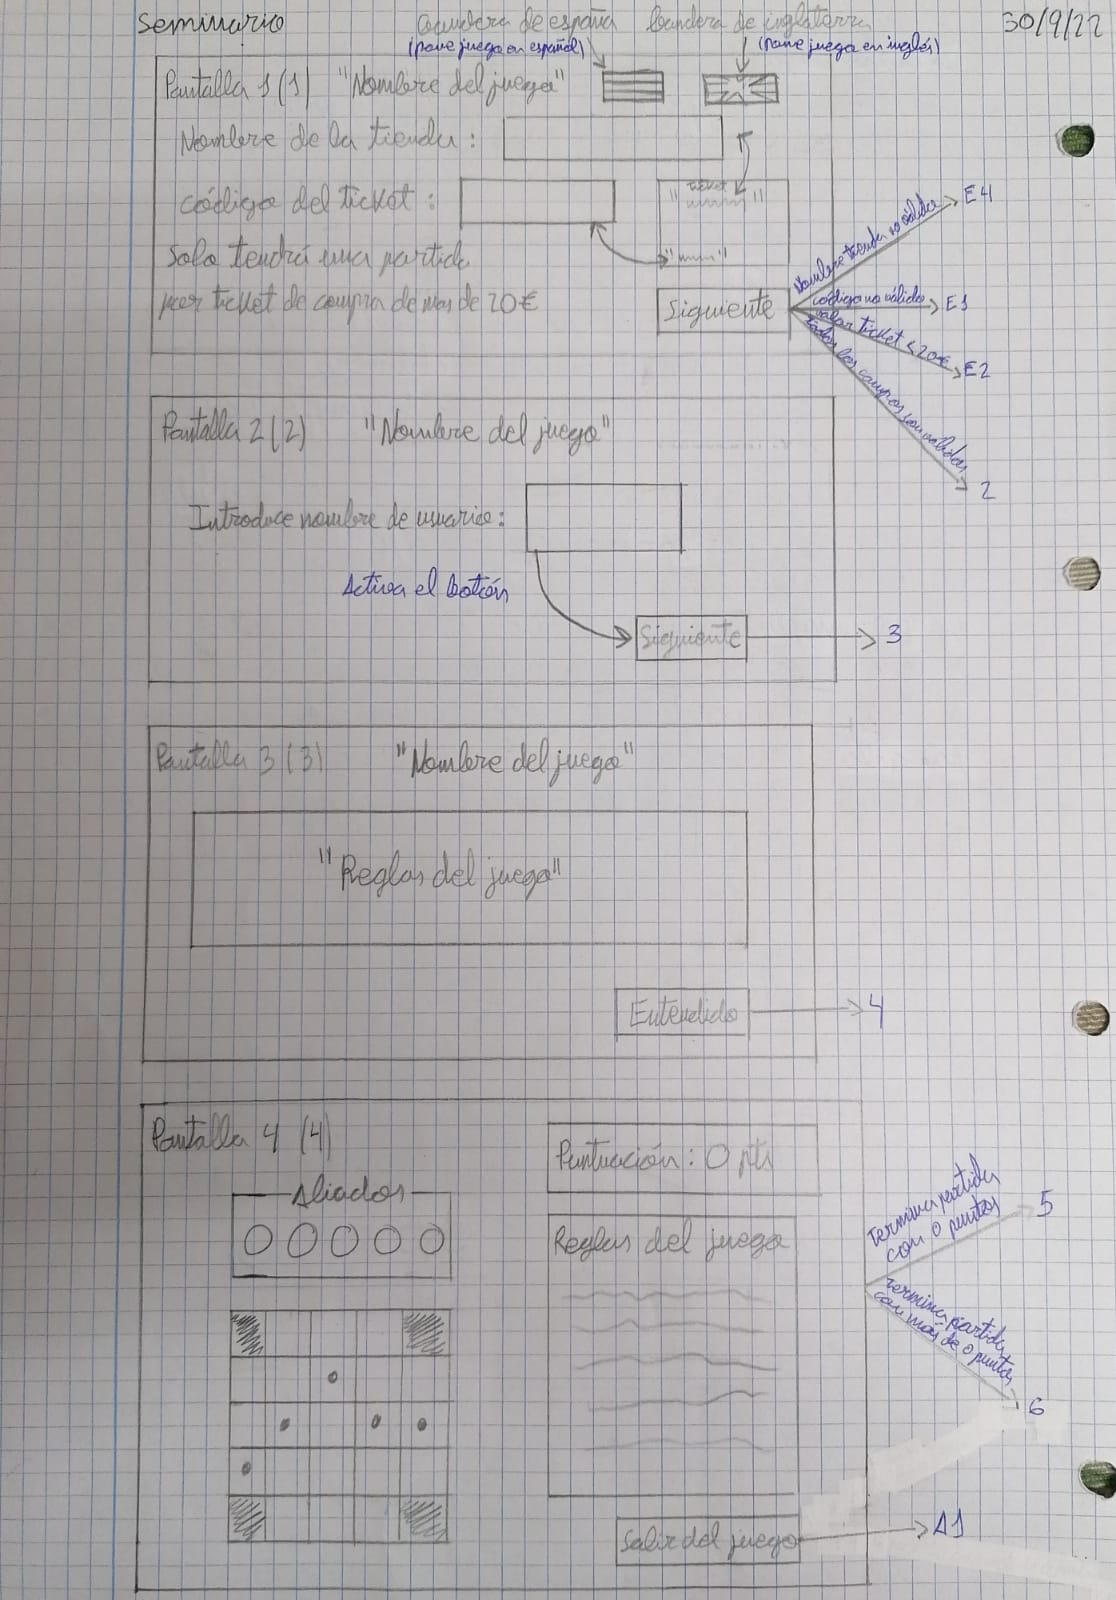 Seminario
bandera de españa
bandera de inglaterra
30/9/22
(pone juego en español)
(pone juego en inglés)
Pantalla 1 (1)
"Nombre del juego"
Nombre de la tienda :
código del ticket :
ticket
Solo tendrá una partida
por ticket de compra de mas de 20€
Siguiente
Nombre tienda no válido
E4
código no válido
E1
valor ticket < 20€
E2
todos los campos son validos
2
Pantalla 2 (2)
"Nombre del juego"
Introduce nombre de usuario :
Activa el botón
Siguiente
3
Pantalla 3 (3)
"Nombre del juego"
"Reglas del juego"
Entendido
4
Pantalla 4 (4)
Puntuación : 0 pts
Aliados
Reglas del juego
Termina partida
con 0 puntos
5
termina partida
con más de 0 puntos
6
Salir del juego
A1